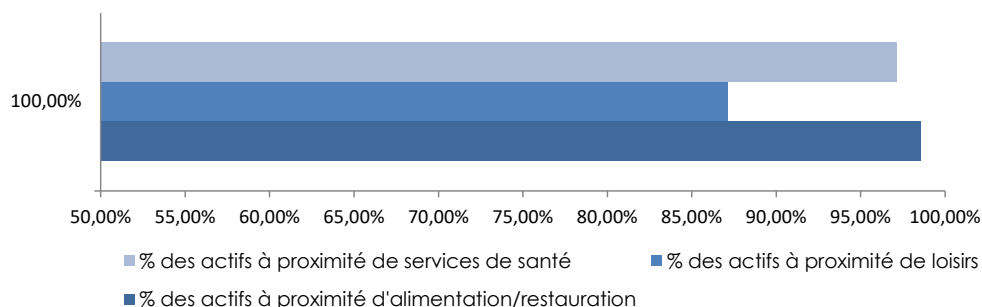 100,00%
50,00% 55,00% 60,00% 65,00% 70,00% 75,00% 80,00% 85,00% 90,00% 95,00% 100,00%
% des actifs à proximité de services de santé % des actifs à proximité de loisirs
% des actifs à proximité d'alimentation/restauration